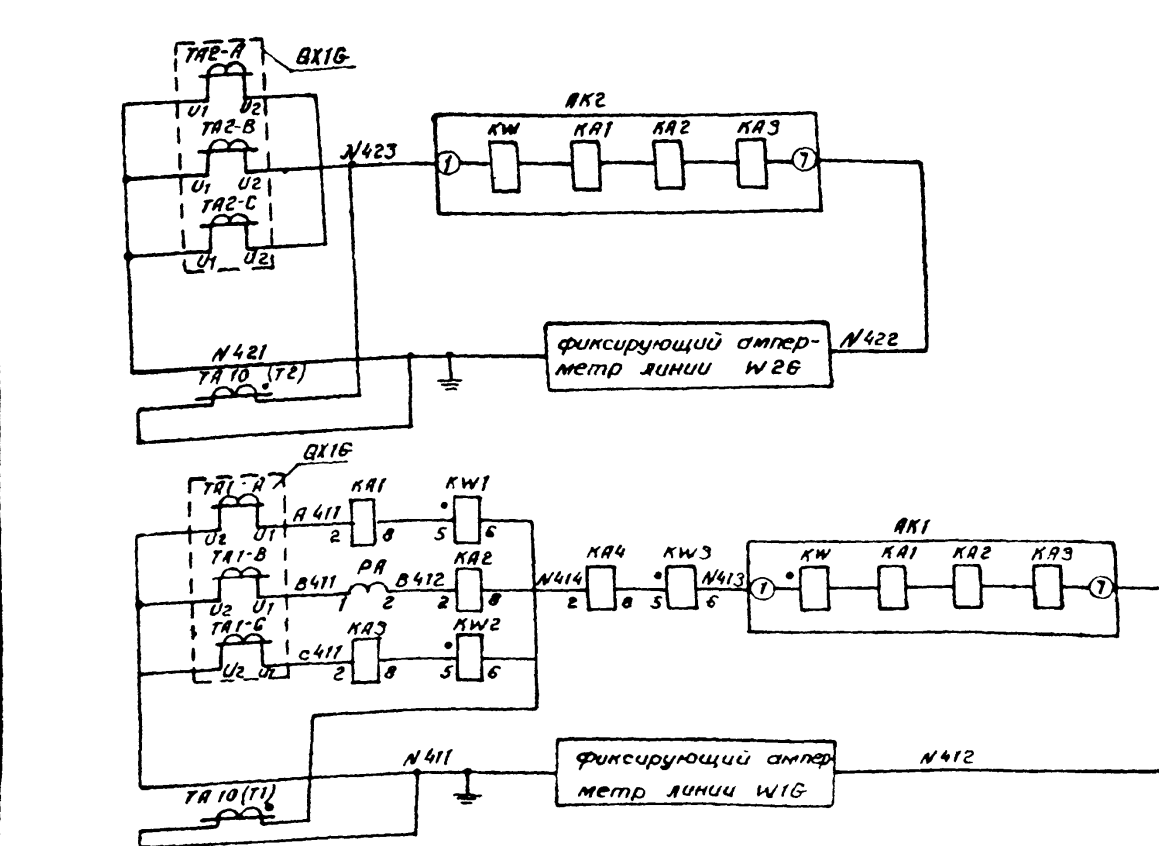 TA2-A
QX1G
U1 U2
TA2-B
U1 U2
TA2-C
U1 U2
N423
AK2
KW KA1 KA2 KA3
1 7
N421
TA10 (T2)
фиксирующий ампер-
метр линии W2G
N422
QX1G
TA1-A
U2 U1
A411
KA1
2 8
KW1
5 6
TA1-B
U2 U1
B411
PA
1 2
B412
KA2
2 8
TA1-C
U2 U1
C411
KA3
2 8
KW2
5 6
N414
KA4
2 8
KW3
5 6
N413
AK1
KW KA1 KA2 KA3
1 7
N411
TA10 (T1)
фиксирующий ампер-
метр линии W1G
N412